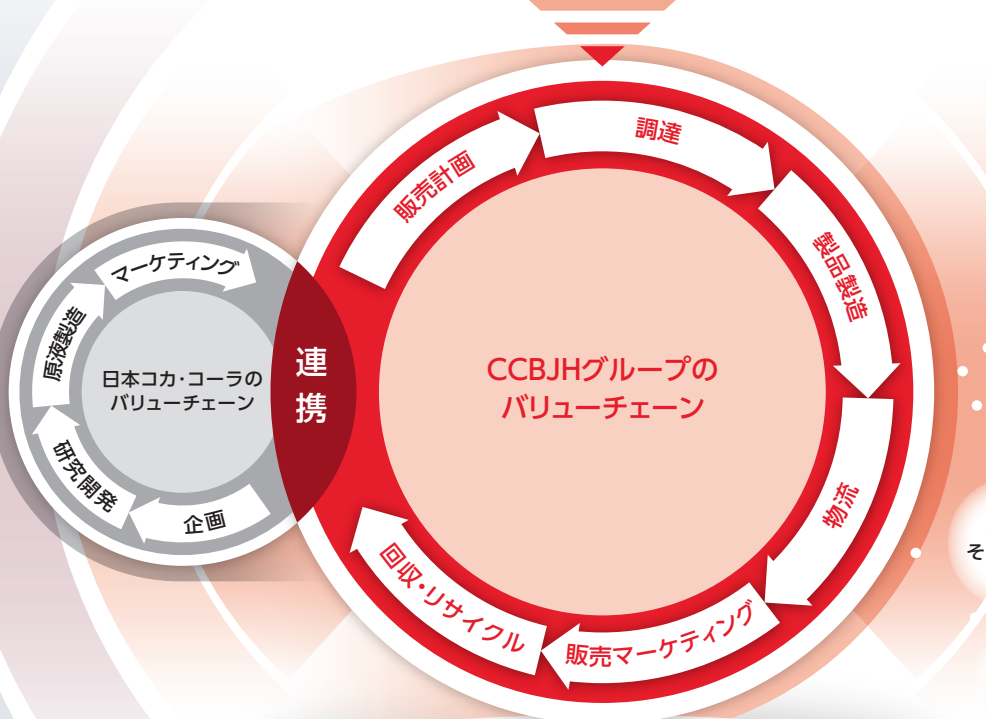 マーケティング
原液製造
研究開発
企画
日本コカ・コーラの
バリューチェーン
連
携
販売計画
調達
製品製造
物流
販売マーケティング
回収・リサイクル
CCBJHグループの
バリューチェーン
そ